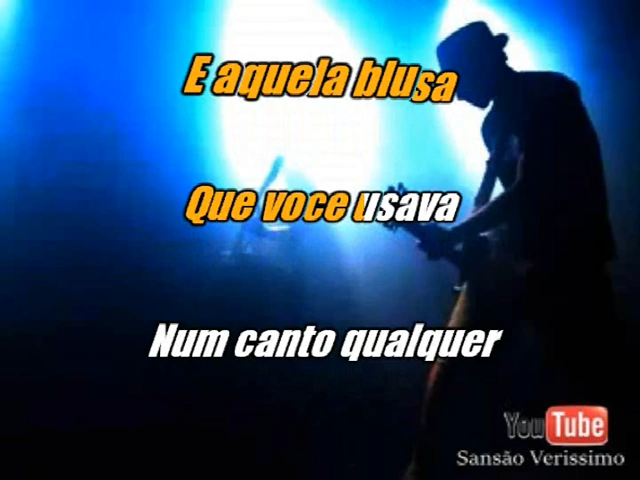 E aquela blusa
Que voce usava
Num canto qualquer
YouTube
Sansão Verissimo